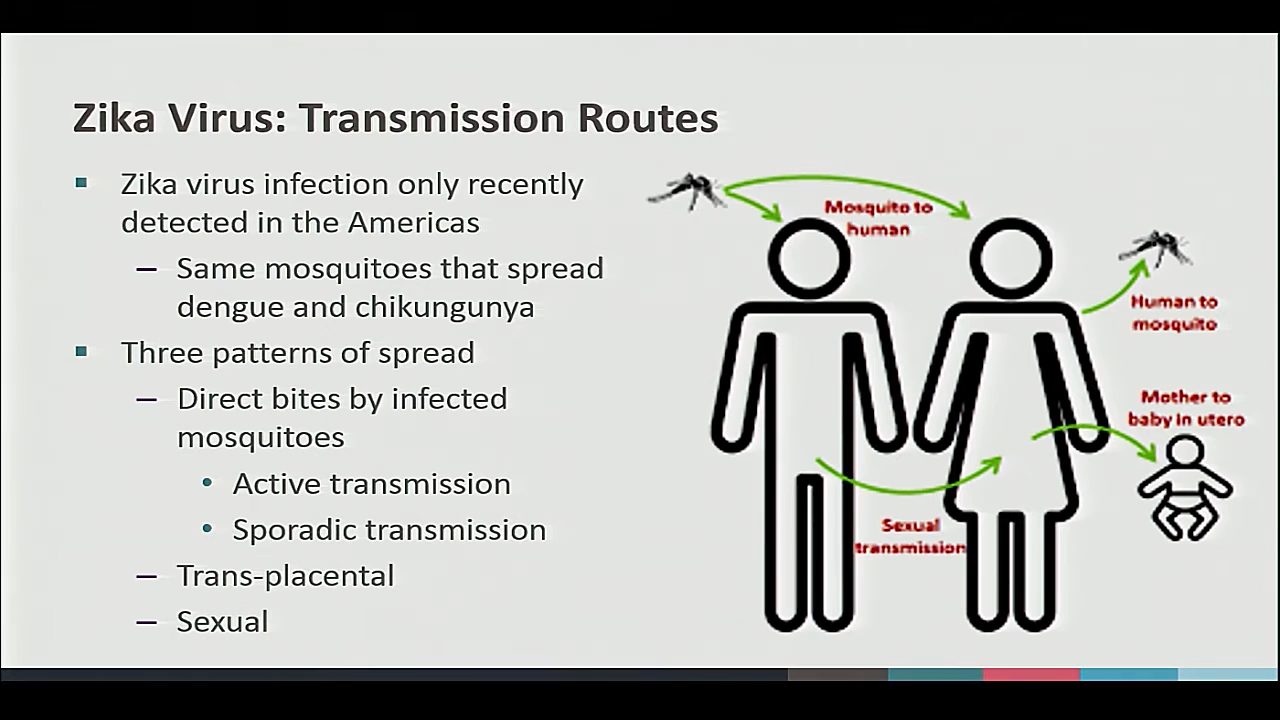 Zika Virus: Transmission Routes
▪ Zika virus infection only recently
detected in the Americas
– Same mosquitoes that spread
dengue and chikungunya
▪ Three patterns of spread
– Direct bites by infected
mosquitoes
• Active transmission
• Sporadic transmission
– Trans-placental
– Sexual
Mosquito to
human
Human to
mosquito
Mother to
baby in utero
Sexual
transmission